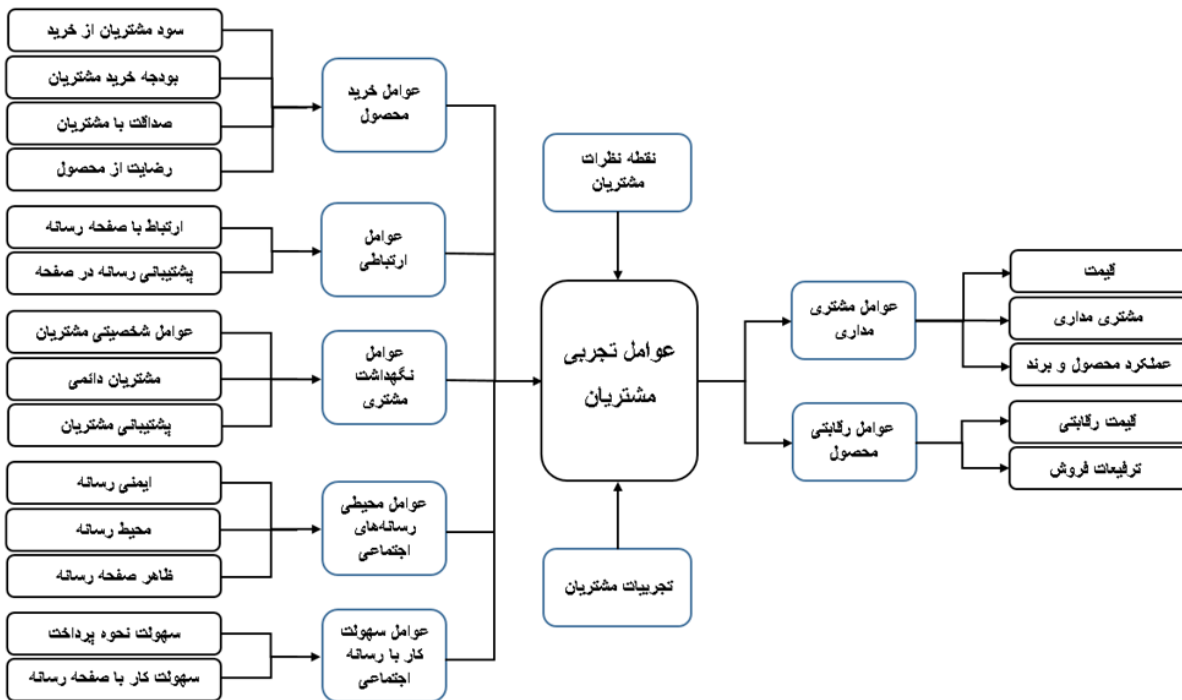 سود مشتریان از خرید
بودجه خرید مشتریان
صداقت با مشتریان
رضایت از محصول
ارتباط با صفحه رسانه
پشتیبانی رسانه در صفحه
عوامل شخصیتی مشتریان
مشتریان دائمی
پشتیبانی مشتریان
ایمنی رسانه
محیط رسانه
ظاهر صفحه رسانه
سهولت نحوه پرداخت
سهولت کار با صفحه رسانه
عوامل خرید
محصول
عوامل
ارتباطی
عوامل
نگهداشت
مشتری
عوامل محیطی
رسانه‌های
اجتماعی
عوامل سهولت
کار با رسانه
اجتماعی
نقطه نظرات
مشتریان
عوامل تجربی
مشتریان
تجربیات مشتریان
عوامل مشتری
مداری
عوامل رقابتی
محصول
قیمت
مشتری مداری
عملکرد محصول و برند
قیمت رقابتی
ترفیعات فروش